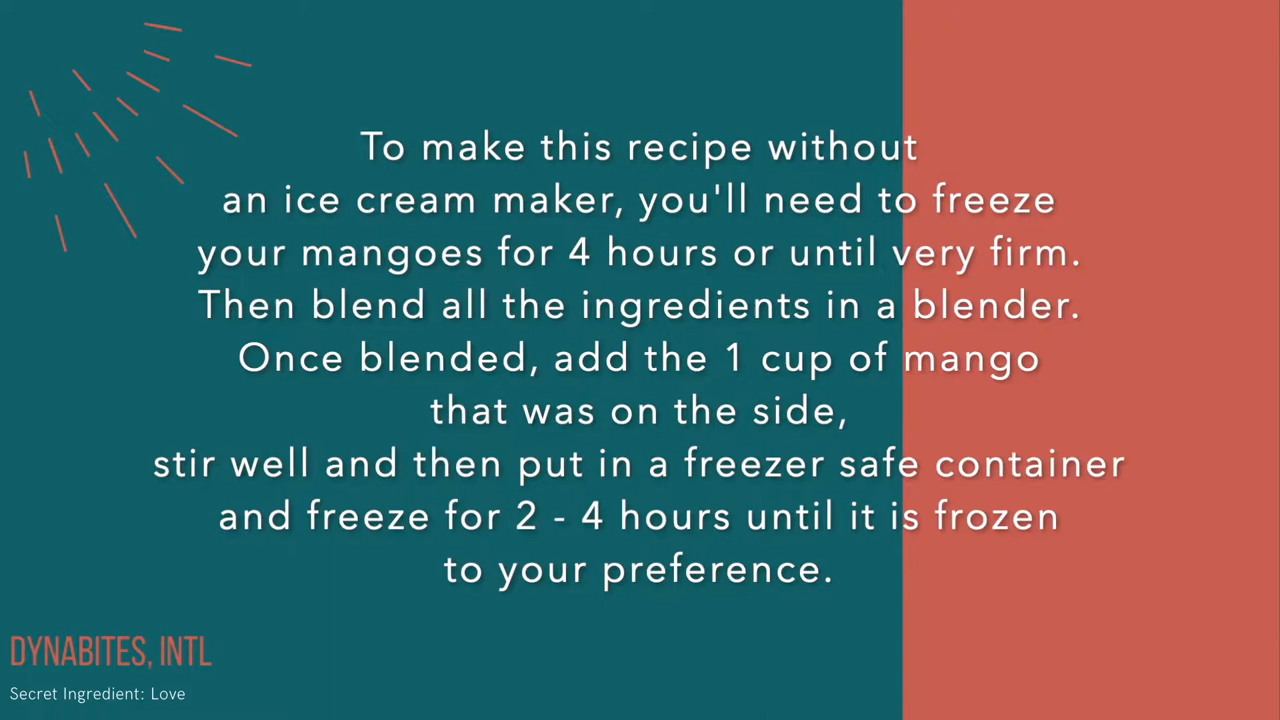 To make this recipe without
an ice cream maker, you'll need to freeze
your mangoes for 4 hours or until very firm.
Then blend all the ingredients in a blender.
Once blended, add the 1 cup of mango
that was on the side,
stir well and then put in a freezer safe container
and freeze for 2 - 4 hours until it is frozen
to your preference.
DYNABITES, INTL
Secret Ingredient: Love